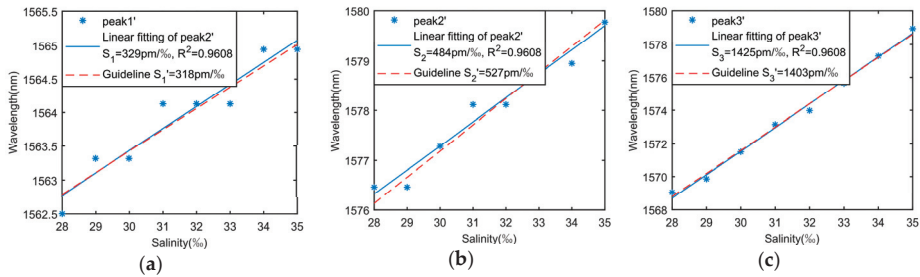 peak1'
Linear fitting of peak2'
S1=329pm/‰, R²=0.9608
Guideline S1'=318pm/‰
1565
1564.5
1564
1563.5
1563
1562.5
Wavelength(nm)
28 29 30 31 32 33 34 35
Salinity(‰)
(a)
peak2'
Linear fitting of peak2'
S2=484pm/‰, R²=0.9608
Guideline S2'=527pm/‰
1580
1579
1578
1577
1576
Wavelength(nm)
28 29 30 31 32 33 34 35
Salinity(‰)
(b)
peak3'
Linear fitting of peak3'
S3=1425pm/‰, R²=0.9608
Guideline S3'=1403pm/‰
1580
1578
1576
1574
1572
1570
1568
Wavelength(nm)
28 29 30 31 32 33 34 35
Salinity(‰)
(c)